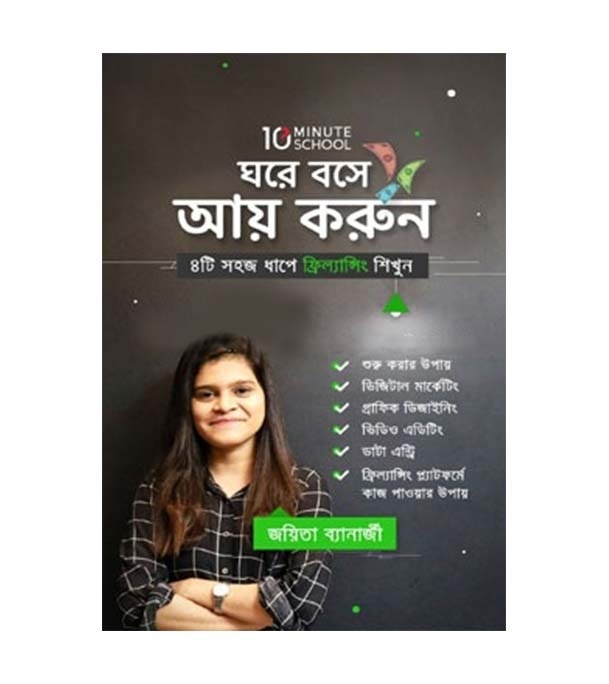 10 MINUTE SCHOOL
ঘরে বসে
আয় করুন
৪টি সহজ ধাপে ফ্রিল্যান্সিং শিখুন
শুরু করার উপায়
ডিজিটাল মার্কেটিং
গ্রাফিক ডিজাইনিং
ভিডিও এডিটিং
ডাটা এন্ট্রি
ফ্রিল্যান্সিং প্ল্যাটফর্মে
কাজ পাওয়ার উপায়
জয়িতা ব্যানার্জী